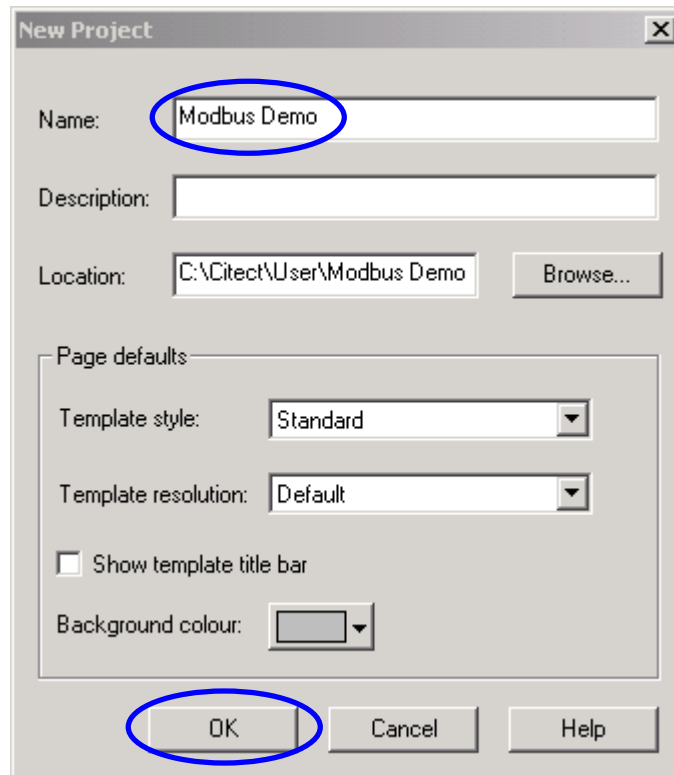 New Project
Name: Modbus Demo
Description:
Location: C:\Citect\User\Modbus Demo Browse...
Page defaults
Template style: Standard
Template resolution: Default
Show template title bar
Background colour:
OK Cancel Help